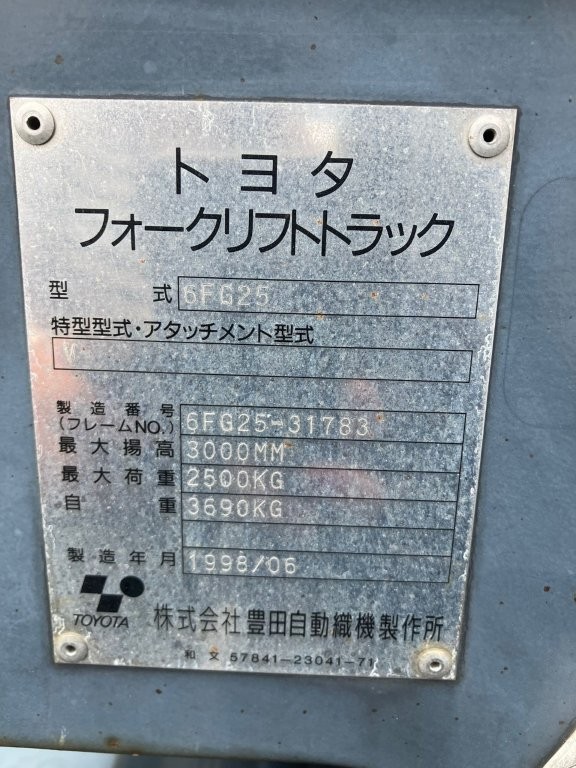 トヨタ
フォークリフトトラック
型式 6FG25
特型型式・アタッチメント型式
V
製造番号
(フレームNO.) 6FG25-31783
最大揚高 3000MM
最大荷重 2500KG
自重 3690KG
製造年月 1998/06
TOYOTA 株式会社 豊田自動織機製作所
和文 57841-23041-71